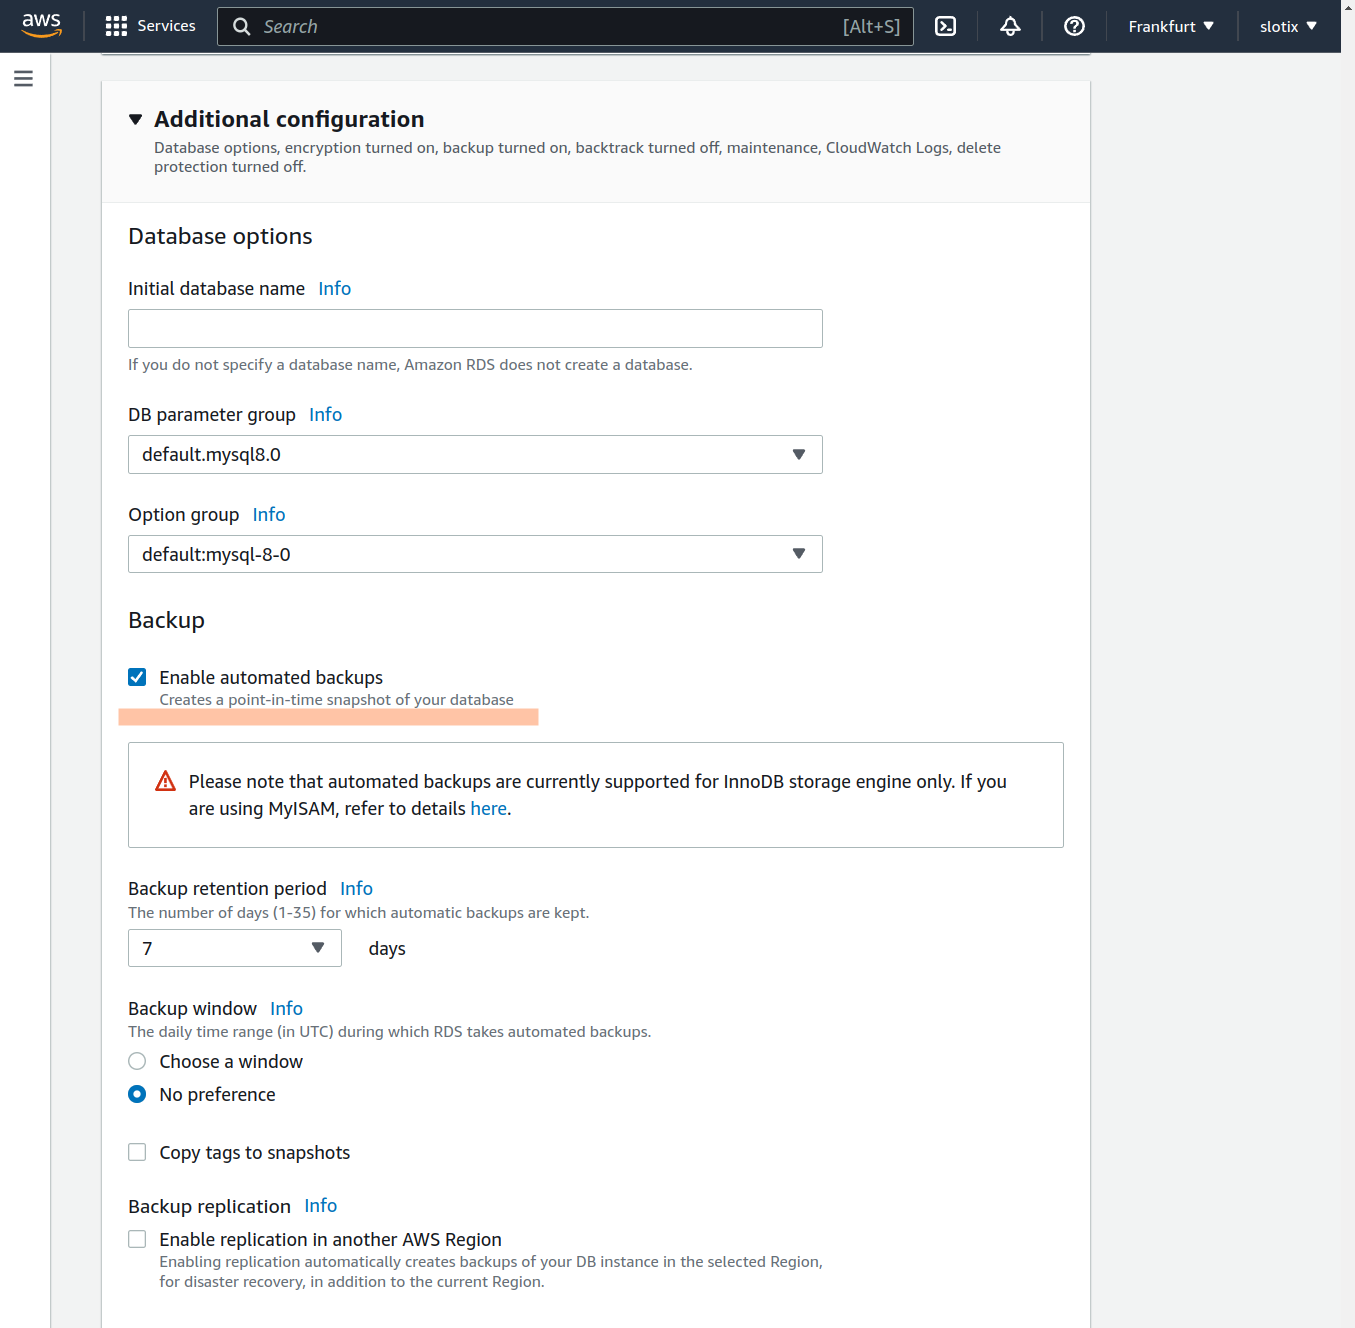 aws Services Search [Alt+S] Frankfurt slotix
Additional configuration
Database options, encryption turned on, backup turned on, backtrack turned off, maintenance, CloudWatch Logs, delete
protection turned off.
Database options
Initial database name Info
If you do not specify a database name, Amazon RDS does not create a database.
DB parameter group Info
default.mysql8.0
Option group Info
default:mysql-8-0
Backup
Enable automated backups
Creates a point-in-time snapshot of your database
Please note that automated backups are currently supported for InnoDB storage engine only. If you
are using MyISAM, refer to details here.
Backup retention period Info
The number of days (1-35) for which automatic backups are kept.
7 days
Backup window Info
The daily time range (in UTC) during which RDS takes automated backups.
Choose a window
No preference
Copy tags to snapshots
Backup replication Info
Enable replication in another AWS Region
Enabling replication automatically creates backups of your DB instance in the selected Region,
for disaster recovery, in addition to the current Region.